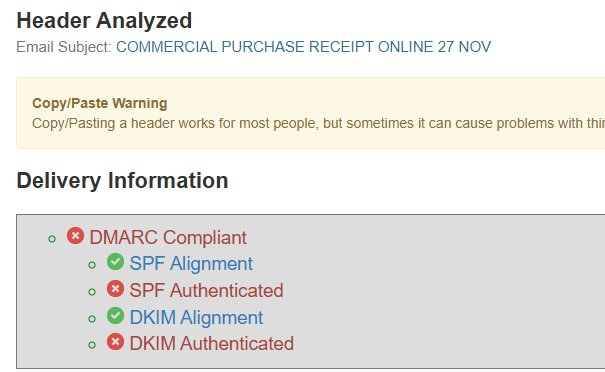 Header Analyzed
Email Subject: COMMERCIAL PURCHASE RECEIPT ONLINE 27 NOV
Copy/Paste Warning
Copy/Pasting a header works for most people, but sometimes it can cause problems with
Delivery Information
DMARC Compliant
SPF Alignment
SPF Authenticated
DKIM Alignment
DKIM Authenticated